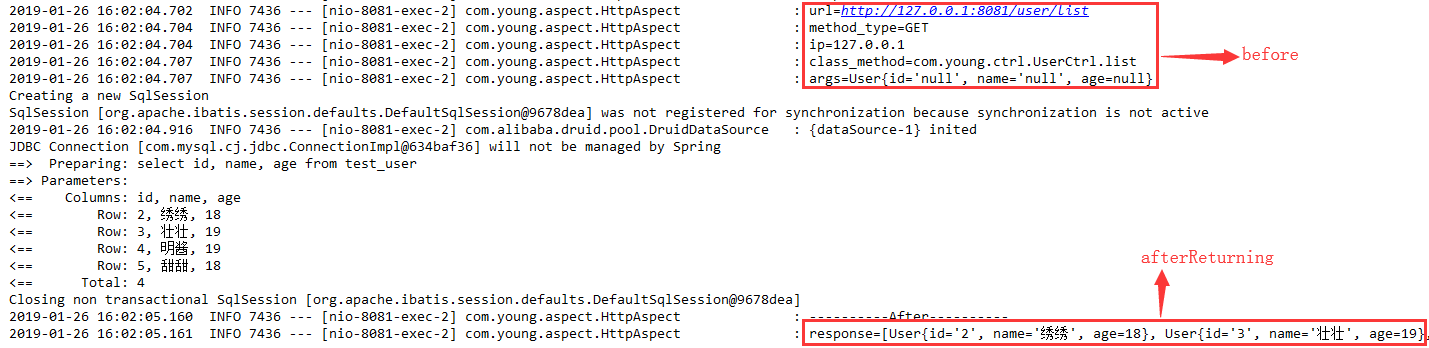 2019-01-26 16:02:04.702  INFO 7436 --- [nio-8081-exec-2] com.young.aspect.HttpAspect              : url=http://127.0.0.1:8081/user/list
2019-01-26 16:02:04.704  INFO 7436 --- [nio-8081-exec-2] com.young.aspect.HttpAspect              : method_type=GET
2019-01-26 16:02:04.704  INFO 7436 --- [nio-8081-exec-2] com.young.aspect.HttpAspect              : ip=127.0.0.1
before
2019-01-26 16:02:04.707  INFO 7436 --- [nio-8081-exec-2] com.young.aspect.HttpAspect              : class_method=com.young.ctrl.UserCtrl.list
2019-01-26 16:02:04.707  INFO 7436 --- [nio-8081-exec-2] com.young.aspect.HttpAspect              : args=User{id='null', name='null', age=null}
Creating a new SqlSession
SqlSession [org.apache.ibatis.session.defaults.DefaultSqlSession@9678dea] was not registered for synchronization because synchronization is not active
2019-01-26 16:02:04.916  INFO 7436 --- [nio-8081-exec-2] com.alibaba.druid.pool.DruidDataSource   : {dataSource-1} inited
JDBC Connection [com.mysql.cj.jdbc.ConnectionImpl@634baf36] will not be managed by Spring
==>  Preparing: select id, name, age from test_user
==> Parameters:
<==    Columns: id, name, age
<==        Row: 2, 绣绣, 18
<==        Row: 3, 壮壮, 19
<==        Row: 4, 明酱, 19
<==        Row: 5, 甜甜, 18
afterReturning
<==      Total: 4
Closing non transactional SqlSession [org.apache.ibatis.session.defaults.DefaultSqlSession@9678dea]
2019-01-26 16:02:05.160  INFO 7436 --- [nio-8081-exec-2] com.young.aspect.HttpAspect              : ----------After----------
2019-01-26 16:02:05.161  INFO 7436 --- [nio-8081-exec-2] com.young.aspect.HttpAspect              : response=[User{id='2', name='绣绣', age=18}, User{id='3', name='壮壮', age=19},